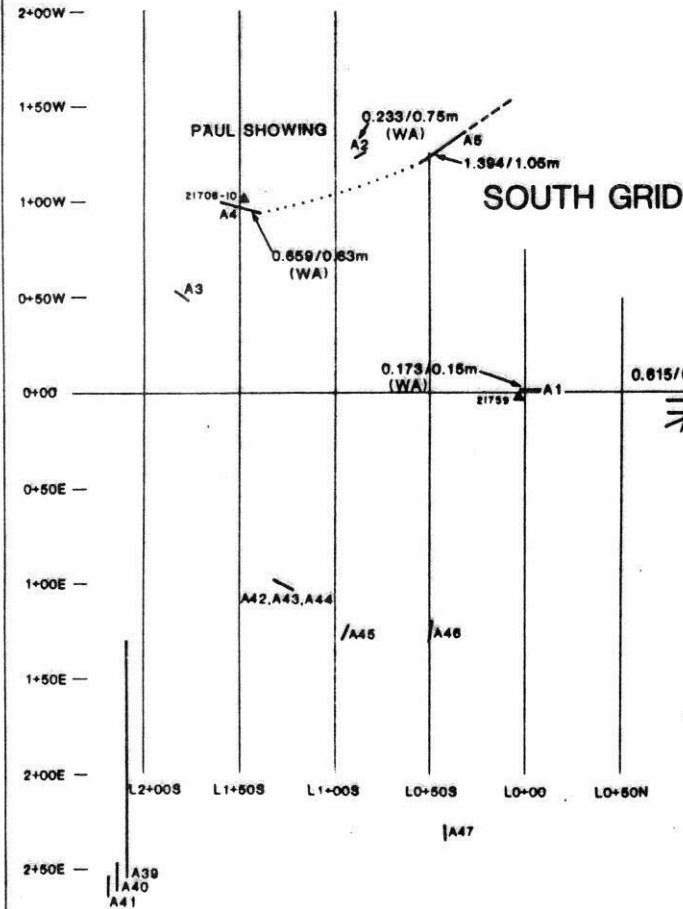 2+00W
1+50W
0.233/0.75m
(WA)
PAUL SHOWING
A2
A5
1.394/1.05m
SOUTH GRID
1+00W
21706-10
A4
0.659/0.63m
(WA)
A3
0+50W
0.173/0.15m
(WA)
0.615/
0+00
A1
21759
0+50E
1+00E
A42,A43,A44
A45
A46
1+50E
2+00E
L2+00S
L1+50S
L1+00S
L0+50S
L0+00
L0+50N
A47
2+50E
A39
A40
A41